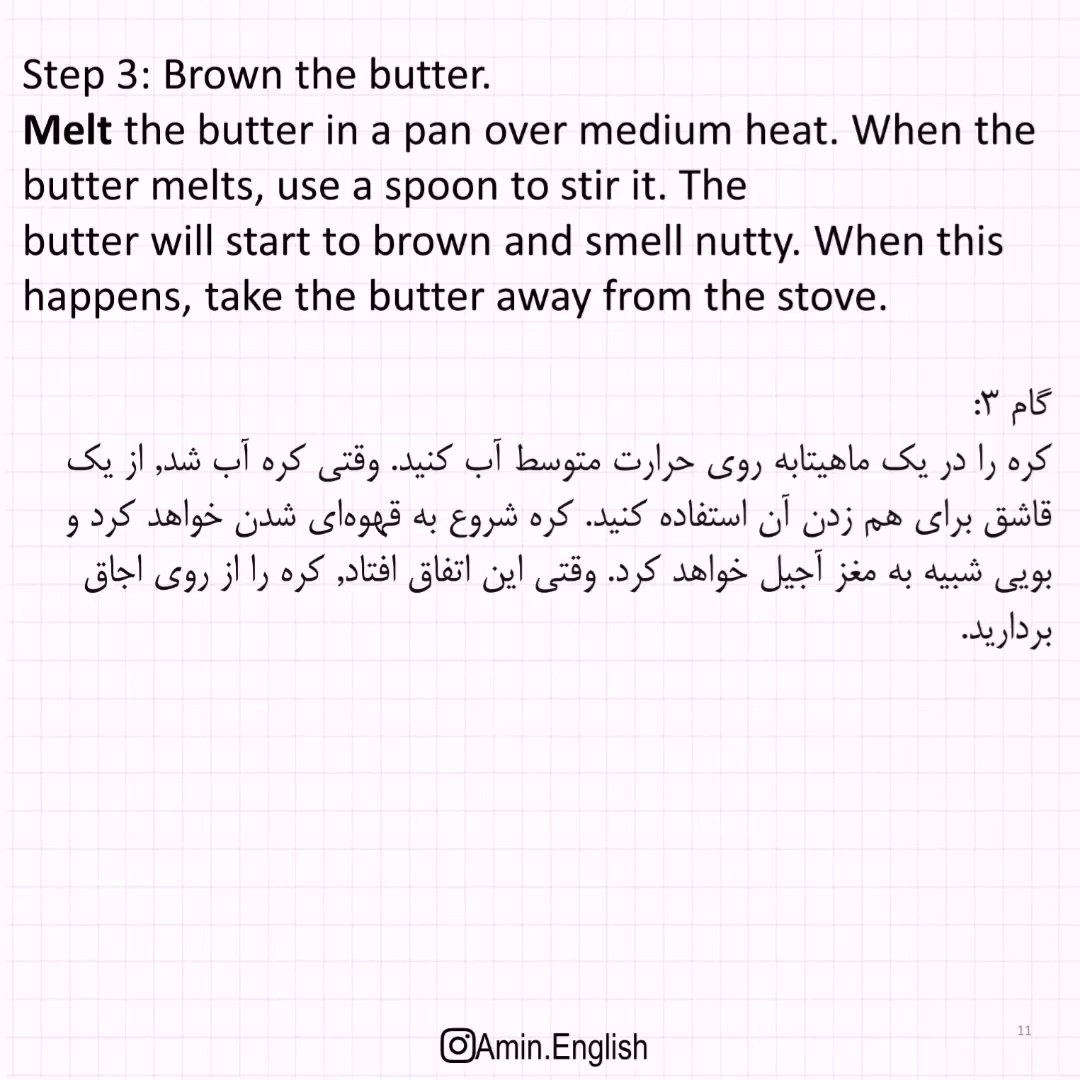 Step 3: Brown the butter.
Melt the butter in a pan over medium heat. When the
butter melts, use a spoon to stir it. The
butter will start to brown and smell nutty. When this
happens, take the butter away from the stove.
گام ۳:
کره را در یک ماهیتابه روی حرارت متوسط آب کنید. وقتی کره آب شد, از یک
قاشق برای هم زدن آن استفاده کنید. کره شروع به قهوه‌ای شدن خواهد کرد و
بویی شبیه به مغز آجیل خواهد کرد. وقتی این اتفاق افتاد, کره را از روی اجاق
بردارید.
Amin.English
11